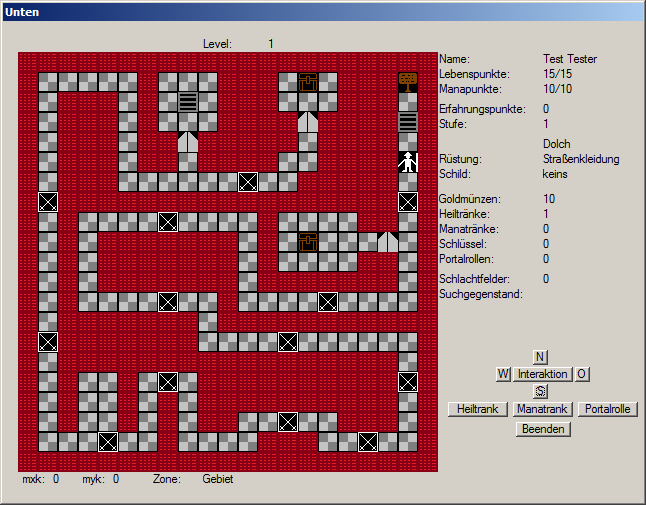 Unten
Level: 1
Name: Test Tester
Lebenspunkte: 15/15
Manapunkte: 10/10
Erfahrungspunkte: 0
Stufe: 1
Dolch
Rüstung: Straßenkleidung
Schild: keins
Goldmünzen: 10
Heiltränke: 1
Manatränke: 0
Schlüssel: 0
Portalrollen: 0
Schlachtfelder: 0
Suchgegenstand:
N
W Interaktion O
S
Heiltrank Manatrank Portalrolle
Beenden
mxk: 0 myk: 0 Zone: Gebiet